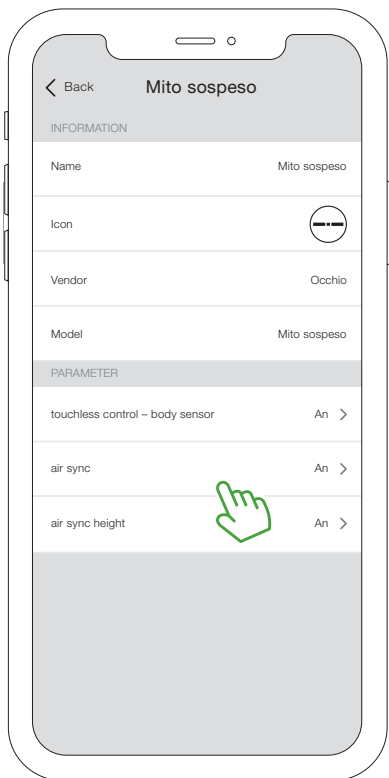 Back Mito sospeso
INFORMATION
Name Mito sospeso
Icon
Vendor Occhio
Model Mito sospeso
PARAMETER
touchless control – body sensor An
air sync An
air sync height An